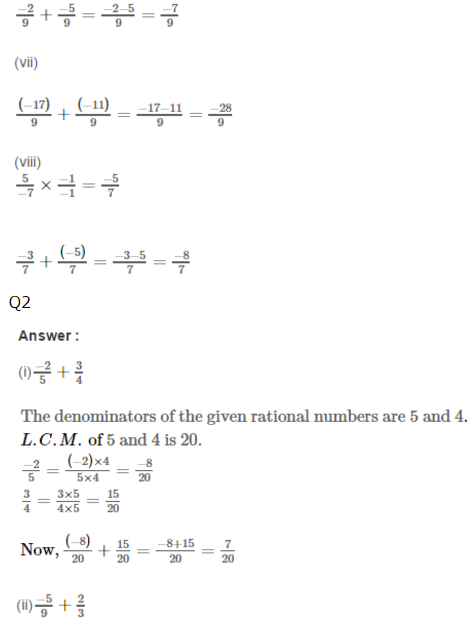 \frac{-2}{9} + \frac{-5}{9} = \frac{-2-5}{9} = \frac{-7}{9}
(vii)
\frac{(-17)}{9} + \frac{(-11)}{9} = \frac{-17-11}{9} = \frac{-28}{9}
(viii)
\frac{5}{-7} × \frac{-1}{-1} = \frac{-5}{7}
\frac{-3}{7} + \frac{(-5)}{7} = \frac{-3-5}{7} = \frac{-8}{7}
Q2
Answer :
(i) \frac{-2}{5} + \frac{3}{4}
The denominators of the given rational numbers are 5 and 4.
L.C.M. of 5 and 4 is 20.
\frac{-2}{5} = \frac{(-2)×4}{5×4} = \frac{-8}{20}
\frac{3}{4} = \frac{3×5}{4×5} = \frac{15}{20}
Now, \frac{(-8)}{20} + \frac{15}{20} = \frac{-8+15}{20} = \frac{7}{20}
(ii) \frac{-5}{9} + \frac{2}{3}